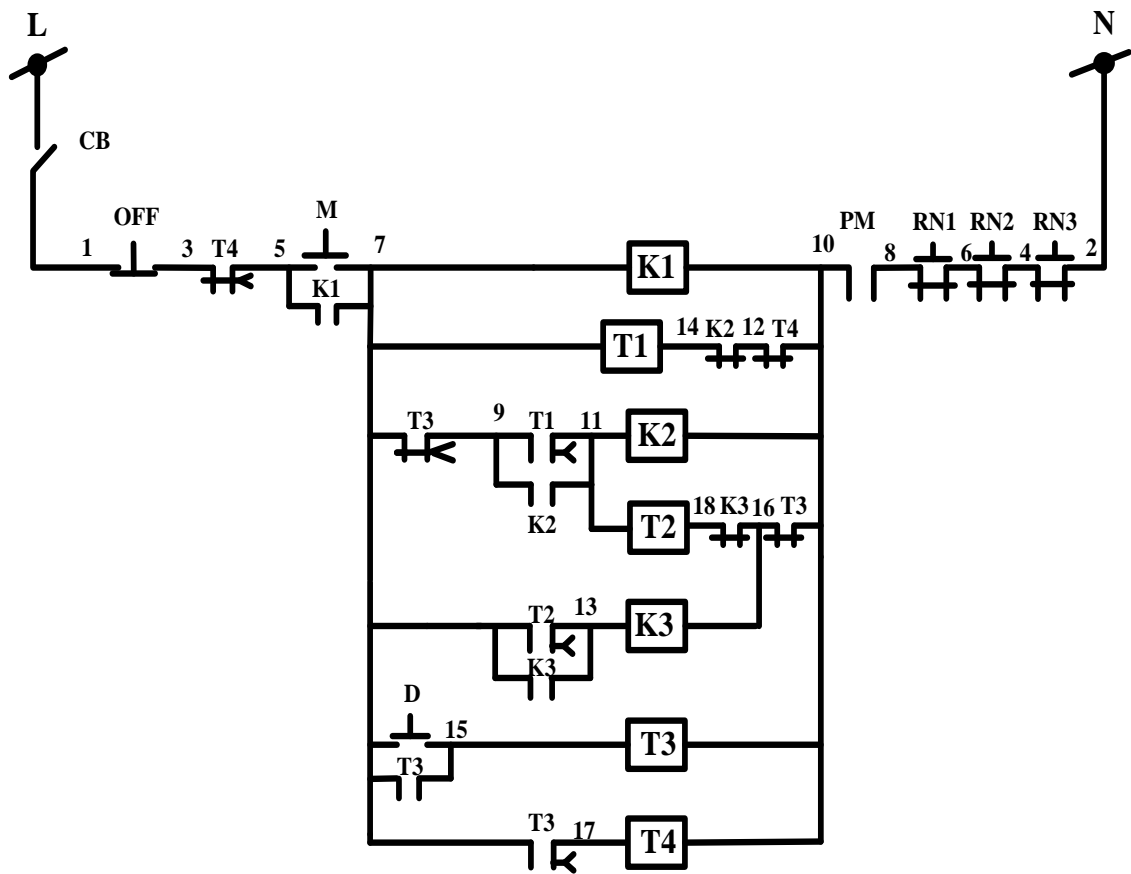 L N
CB
OFF M PM RN1 RN2 RN3
1 3 T4 5 7 10 8 6 4 2
K1 K1
T1 14 K2 12 T4
T3 9 T1 11 K2
K2 T2 18 K3 16 T3
T2 13 K3
K3
D 15 T3
T3
T3 17 T4